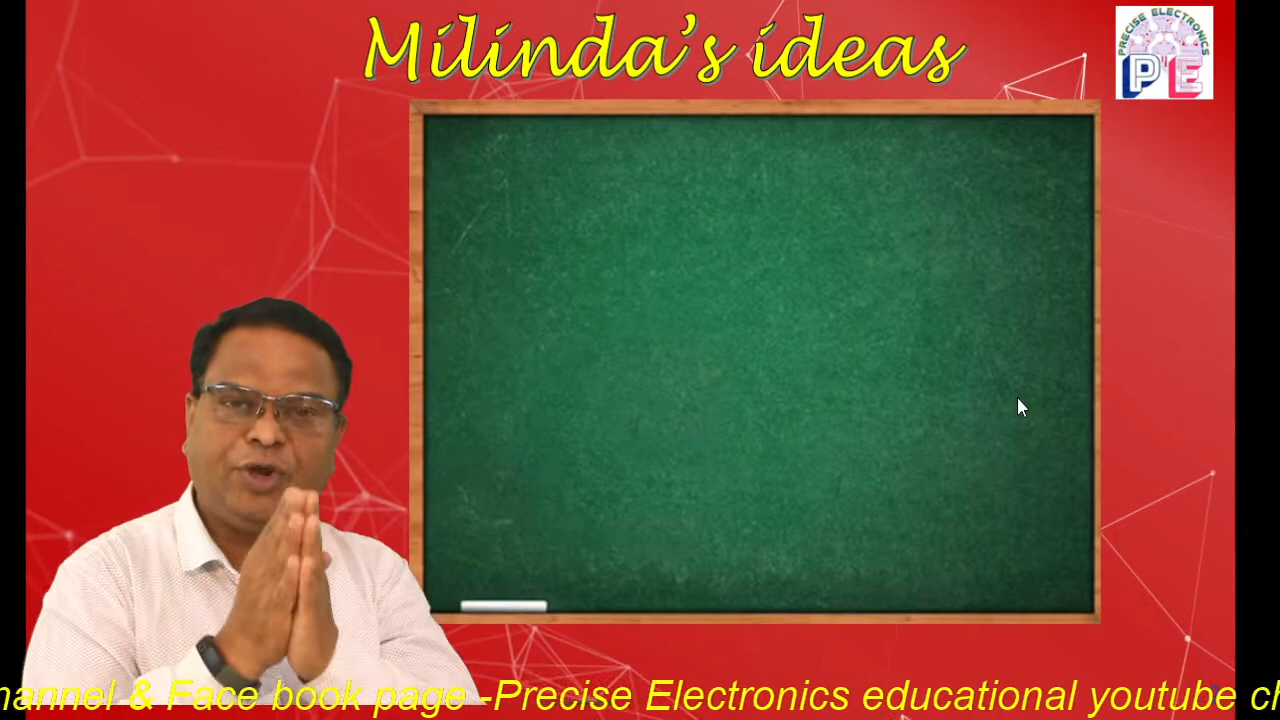 Milinda's ideas
PRECISE ELECTRONICS
PE
hannel & Face book page -Precise Electronics educational youtube ch